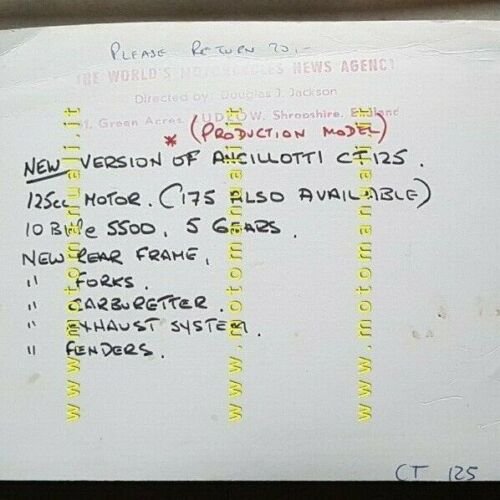 PLEASE RETURN TO,-
THE WORLD'S MOTORCYCLES NEWS AGENCY
Directed by: Douglas J. Jackson
1, Green Acres, LUDLOW, Shropshire, England
* (PRODUCTION MODEL)
NEW VERSION OF ANCILLOTTI CT125.
125cc MOTOR. (175 ALSO AVAILABLE)
10 5500, 5 GEARS.
NEW REAR FRAME,
" FORKS.
" CARBURETTER.
" EXHAUST SYSTEM.
" FENDERS.
CT 125
www.motomanuali.it
www.motomanuali.it
www.motomanuali.it